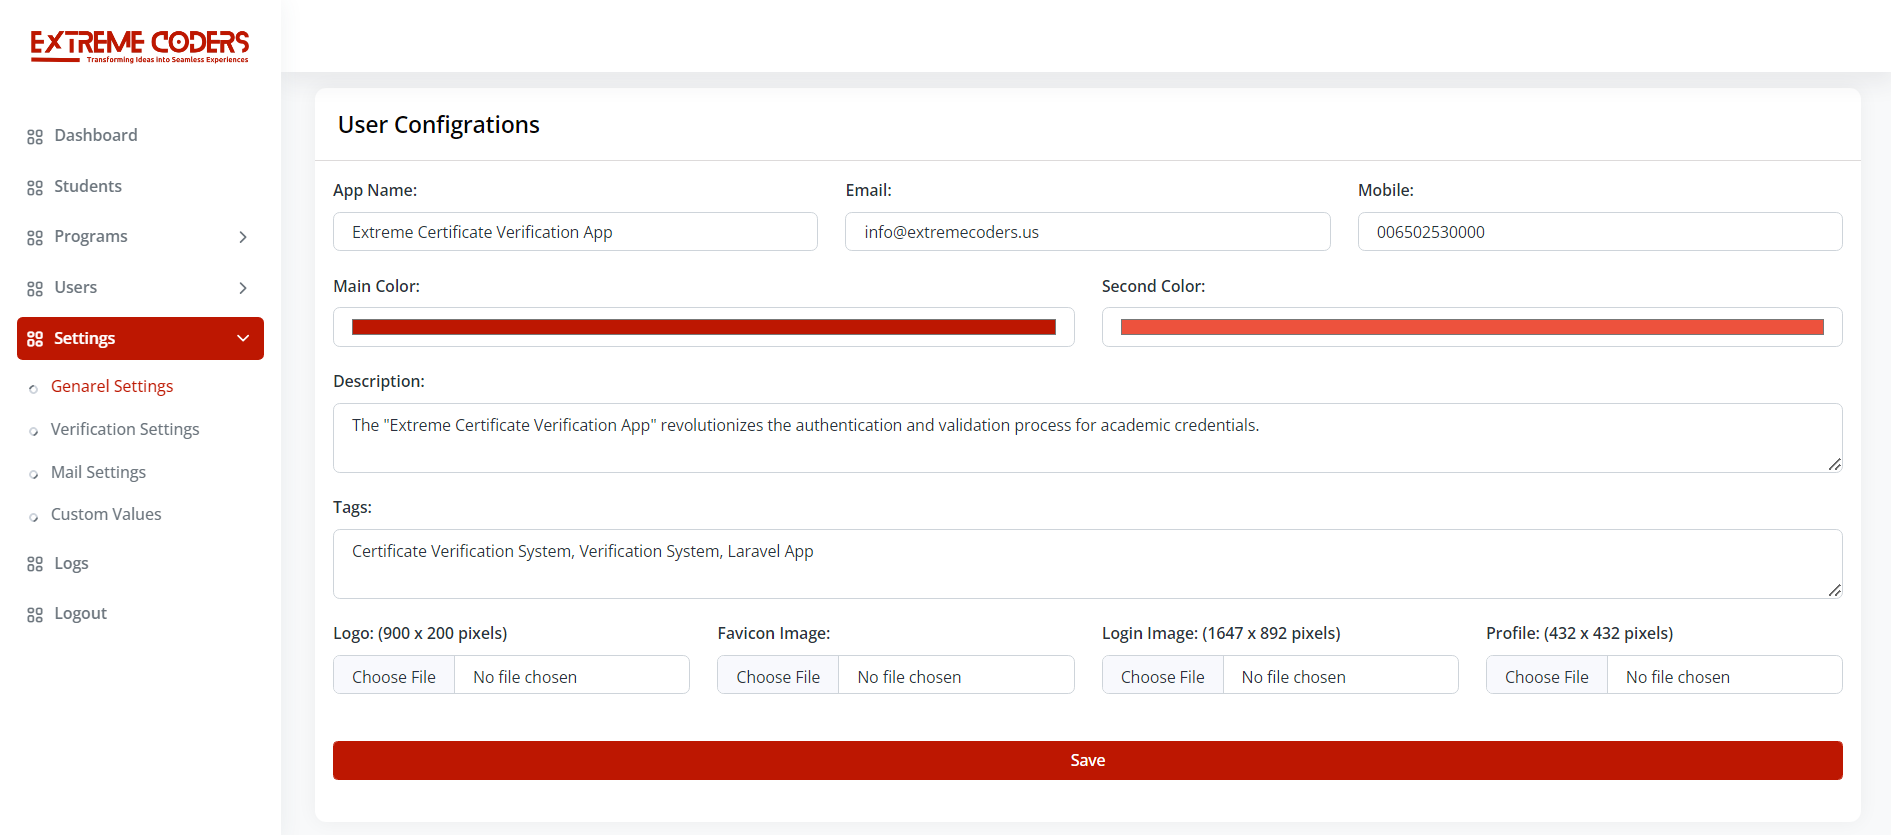 EXTREME CODERS
Transforming Ideas Into Seamless Experiences
Dashboard
Students
Programs
Users
Settings
Genarel Settings
Verification Settings
Mail Settings
Custom Values
Logs
Logout
User Configrations
App Name: Email: Mobile:
Extreme Certificate Verification App info@extremecoders.us 006502530000
Main Color: Second Color:
Description:
The "Extreme Certificate Verification App" revolutionizes the authentication and validation process for academic credentials.
Tags:
Certificate Verification System, Verification System, Laravel App
Logo: (900 x 200 pixels) Favicon Image: Login Image: (1647 x 892 pixels) Profile: (432 x 432 pixels)
Choose File No file chosen Choose File No file chosen Choose File No file chosen Choose File No file chosen
Save